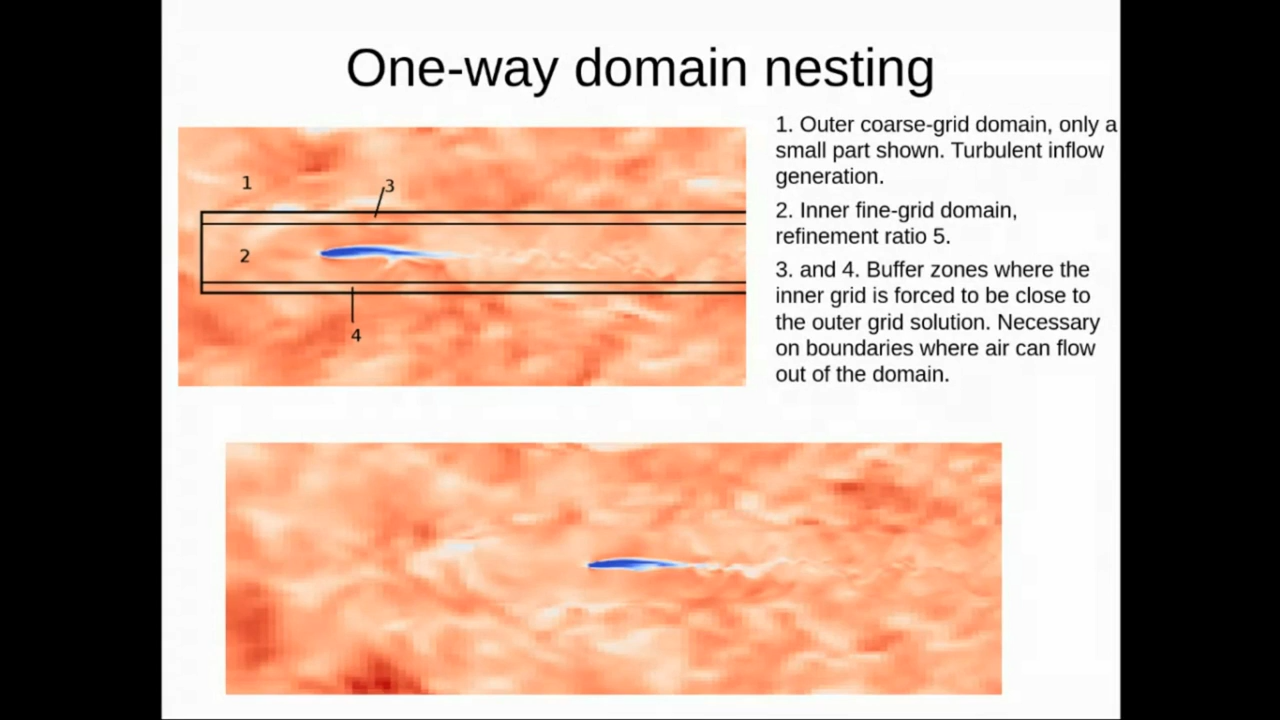 One-way domain nesting
1
3
2
4
1. Outer coarse-grid domain, only a
small part shown. Turbulent inflow
generation.
2. Inner fine-grid domain,
refinement ratio 5.
3. and 4. Buffer zones where the
inner grid is forced to be close to
the outer grid solution. Necessary
on boundaries where air can flow
out of the domain.